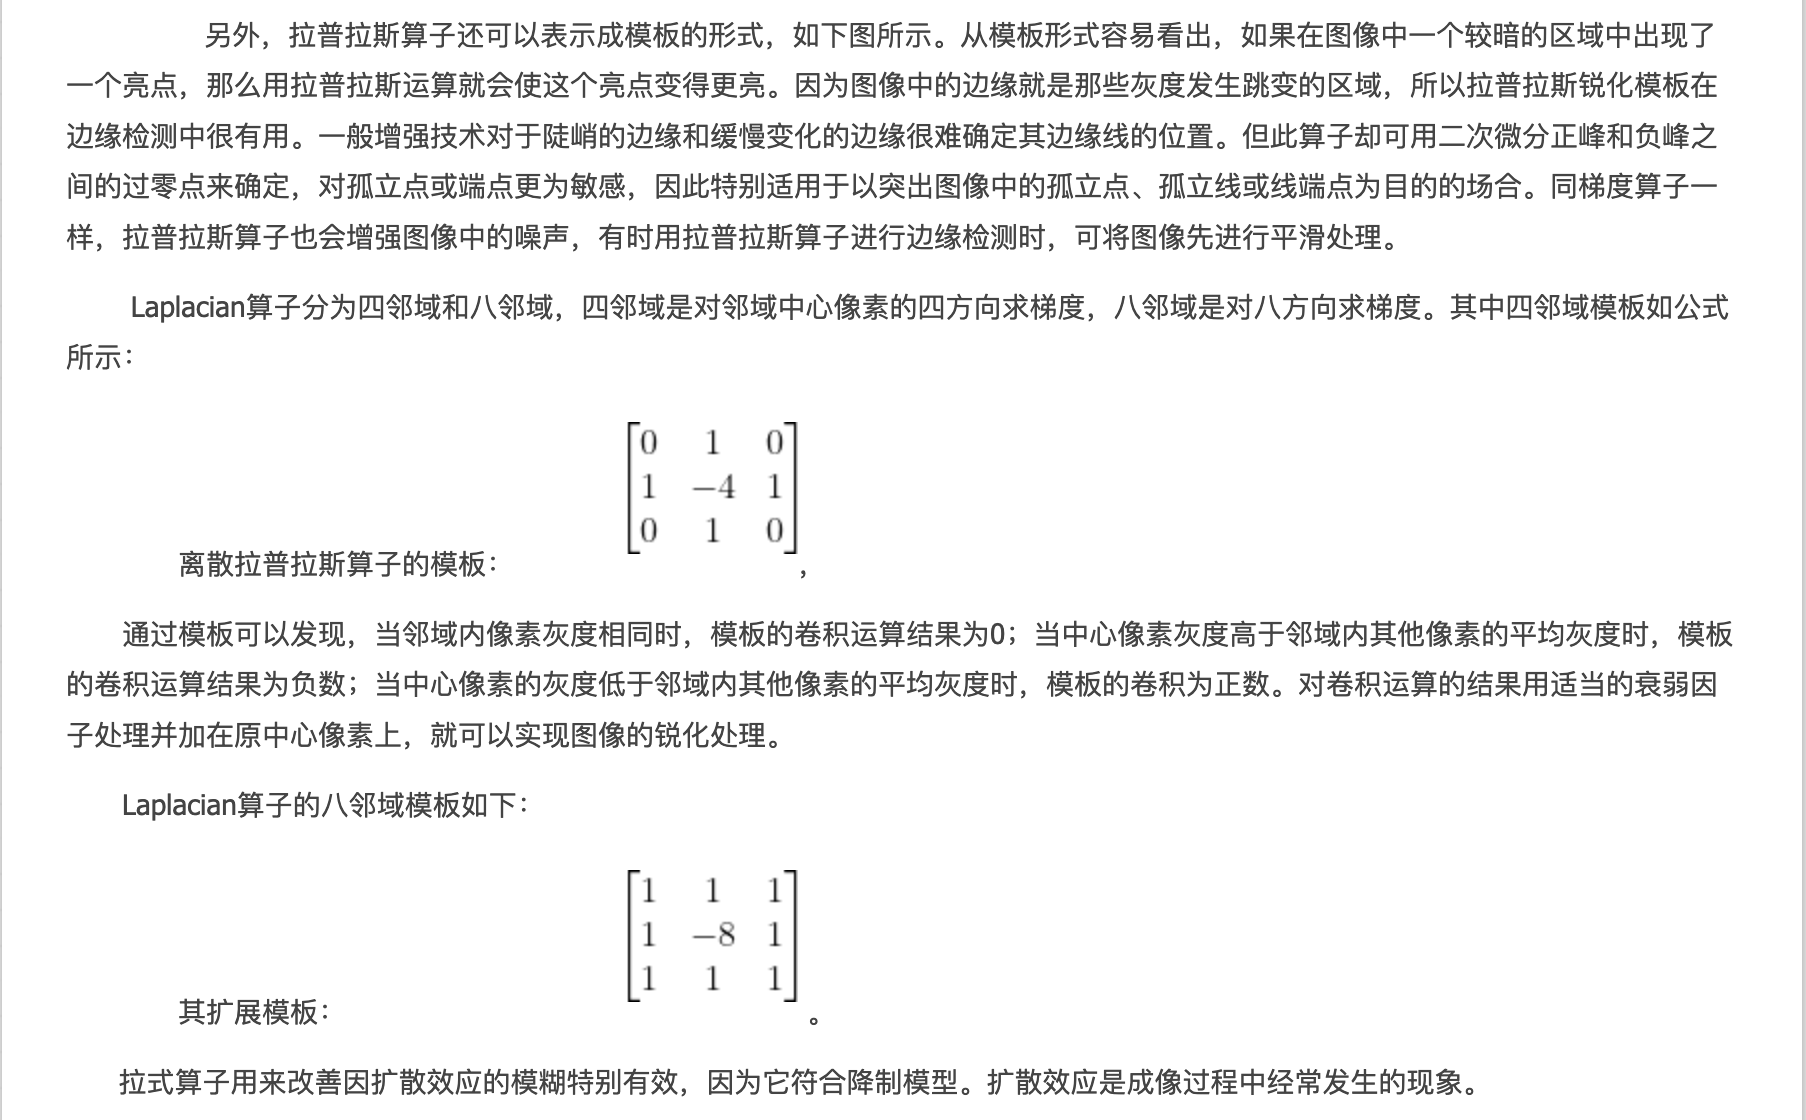 另外，拉普拉斯算子还可以表示成模板的形式，如下图所示。从模板形式容易看出，如果在图像中一个较暗的区域中出现了
一个亮点，那么用拉普拉斯运算就会使这个亮点变得更亮。因为图像中的边缘就是那些灰度发生跳变的区域，所以拉普拉斯锐化模板在
边缘检测中很有用。一般增强技术对于陡峭的边缘和缓慢变化的边缘很难确定其边缘线的位置。但此算子却可用二次微分正峰和负峰之
间的过零点来确定，对孤立点或端点更为敏感，因此特别适用于以突出图像中的孤立点、孤立线或线端点为目的的场合。同梯度算子一
样，拉普拉斯算子也会增强图像中的噪声，有时用拉普拉斯算子进行边缘检测时，可将图像先进行平滑处理。
Laplacian算子分为四邻域和八邻域，四邻域是对邻域中心像素的四方向求梯度，八邻域是对八方向求梯度。其中四邻域模板如公式
所示：
0 1 0
1 −4 1
0 1 0
离散拉普拉斯算子的模板： ，
通过模板可以发现，当邻域内像素灰度相同时，模板的卷积运算结果为0；当中心像素灰度高于邻域内其他像素的平均灰度时，模板
的卷积运算结果为负数；当中心像素的灰度低于邻域内其他像素的平均灰度时，模板的卷积为正数。对卷积运算的结果用适当的衰弱因
子处理并加在原中心像素上，就可以实现图像的锐化处理。
Laplacian算子的八邻域模板如下：
1 1 1
1 −8 1
1 1 1
其扩展模板： 。
拉式算子用来改善因扩散效应的模糊特别有效，因为它符合降制模型。扩散效应是成像过程中经常发生的现象。